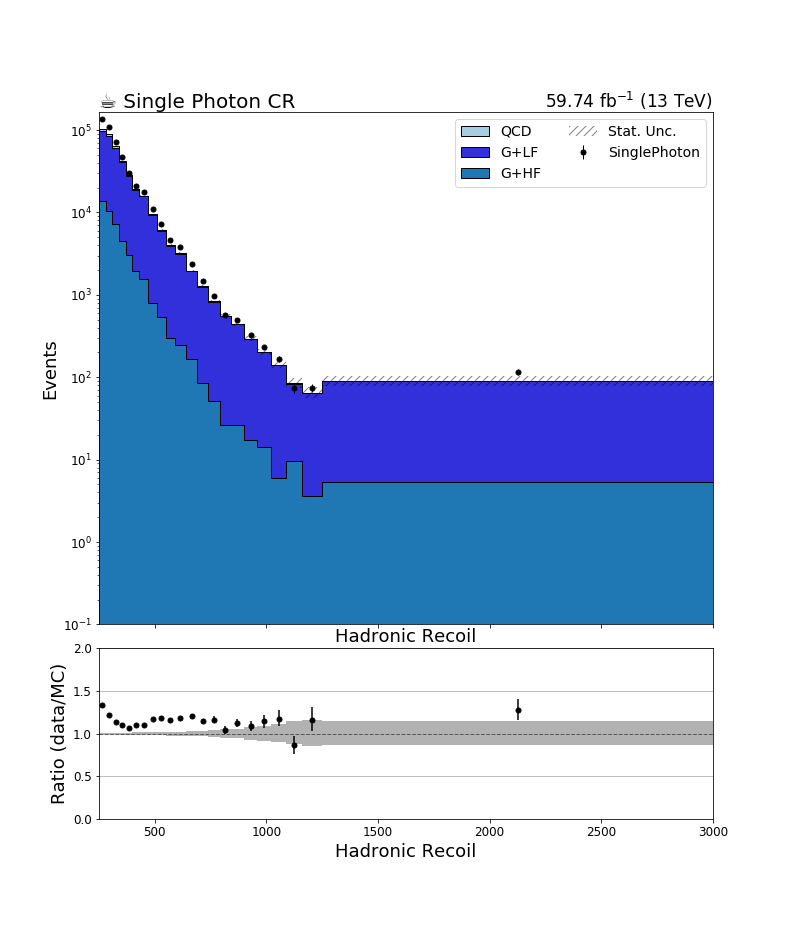 ☕ Single Photon CR 59.74 fb⁻¹ (13 TeV)
QCD
G+LF
G+HF
Stat. Unc.
SinglePhoton
Events
10⁵
10⁴
10³
10²
10¹
10⁰
10⁻¹
Hadronic Recoil
Ratio (data/MC)
2.0
1.5
1.0
0.5
0.0
500 1000 1500 2000 2500 3000
Hadronic Recoil